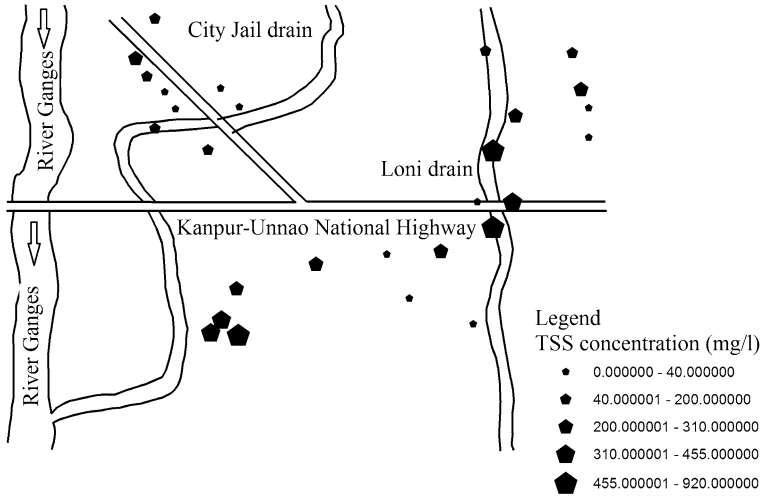 City Jail drain
River Ganges
Loni drain
Kanpur-Unnao National Highway
River Ganges
Legend
TSS concentration (mg/l)
0.000000 - 40.000000
40.000001 - 200.000000
200.000001 - 310.000000
310.000001 - 455.000000
455.000001 - 920.000000